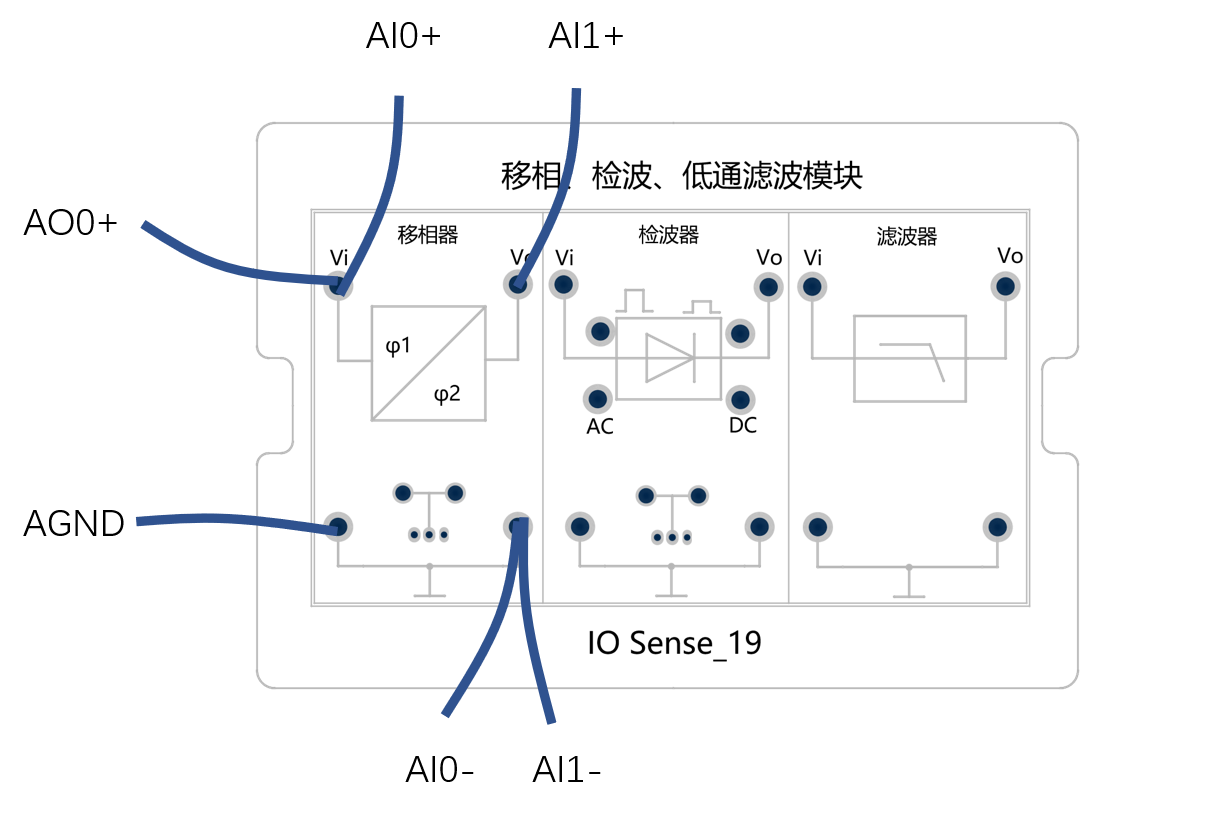 AI0+
AI1+
移相、检波、低通滤波模块
AO0+
移相器
检波器
滤波器
Vi
Vo
Vi
Vo
Vi
Vo
φ1
φ2
AC
DC
AGND
IO Sense_19
AI0-
AI1-